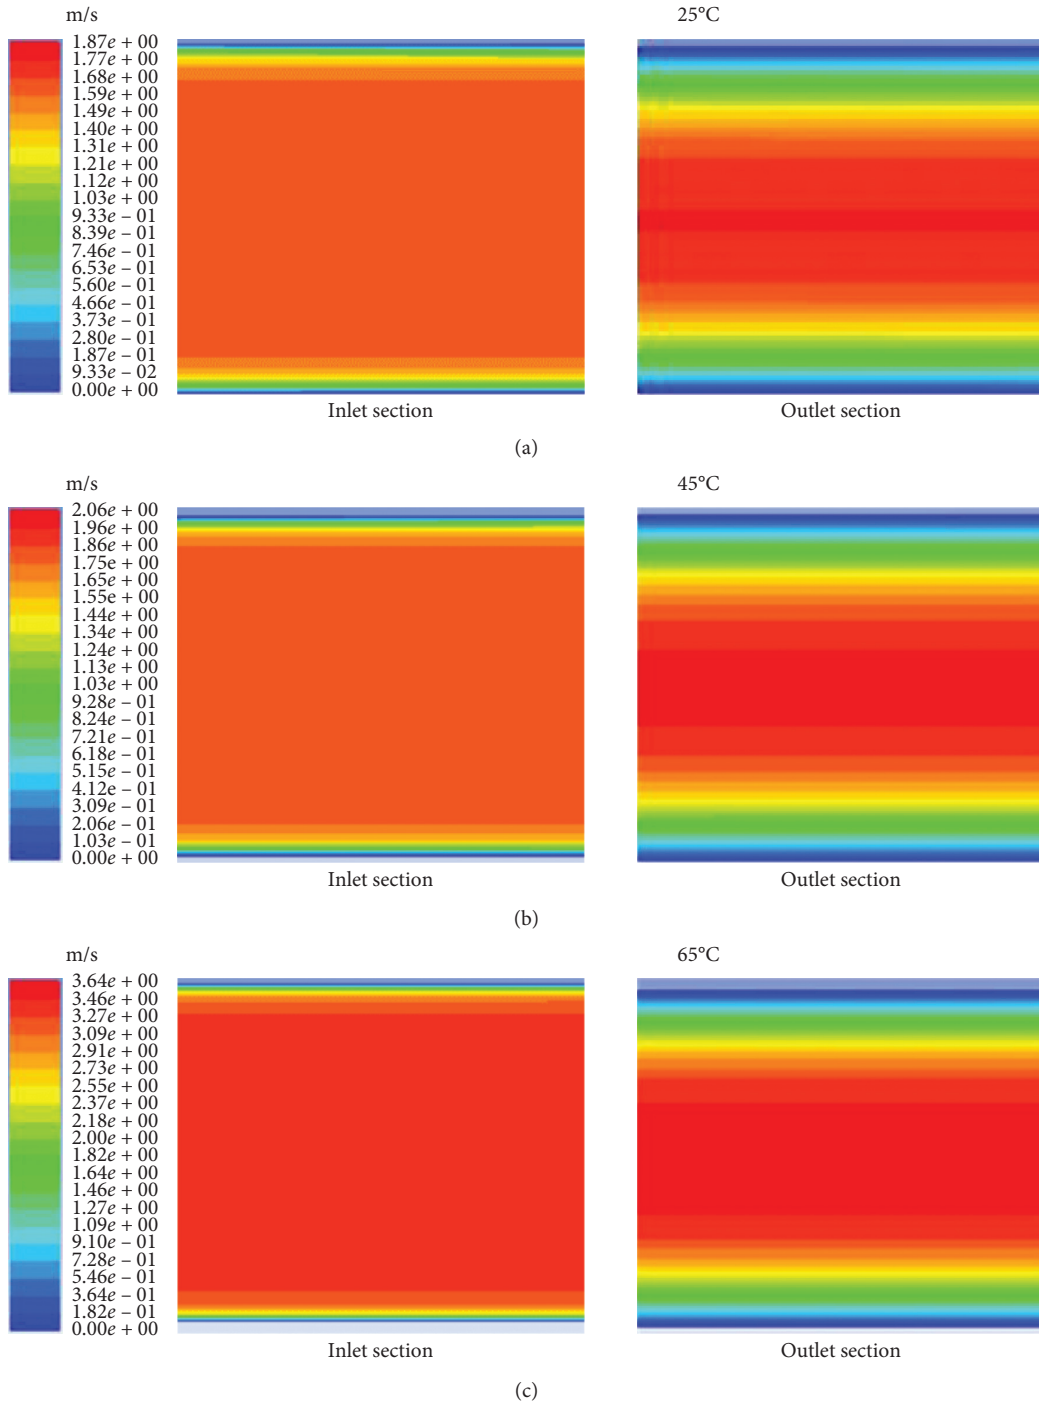 m/s
25°C
1.87e + 00
1.77e + 00
1.68e + 00
1.59e + 00
1.49e + 00
1.40e + 00
1.31e + 00
1.21e + 00
1.12e + 00
1.03e + 00
9.33e – 01
8.39e – 01
7.46e – 01
6.53e – 01
5.60e – 01
4.66e – 01
3.73e – 01
2.80e – 01
1.87e – 01
9.33e – 02
0.00e + 00
Inlet section
Outlet section
(a)
m/s
45°C
2.06e + 00
1.96e + 00
1.86e + 00
1.75e + 00
1.65e + 00
1.55e + 00
1.44e + 00
1.34e + 00
1.24e + 00
1.13e + 00
1.03e + 00
9.28e – 01
8.24e – 01
7.21e – 01
6.18e – 01
5.15e – 01
4.12e – 01
3.09e – 01
2.06e – 01
1.03e – 01
0.00e + 00
Inlet section
Outlet section
(b)
m/s
65°C
3.64e + 00
3.46e + 00
3.27e + 00
3.09e + 00
2.91e + 00
2.73e + 00
2.55e + 00
2.37e + 00
2.18e + 00
2.00e + 00
1.82e + 00
1.64e + 00
1.46e + 00
1.27e + 00
1.09e + 00
9.10e – 01
7.28e – 01
5.46e – 01
3.64e – 01
1.82e – 01
0.00e + 00
Inlet section
Outlet section
(c)